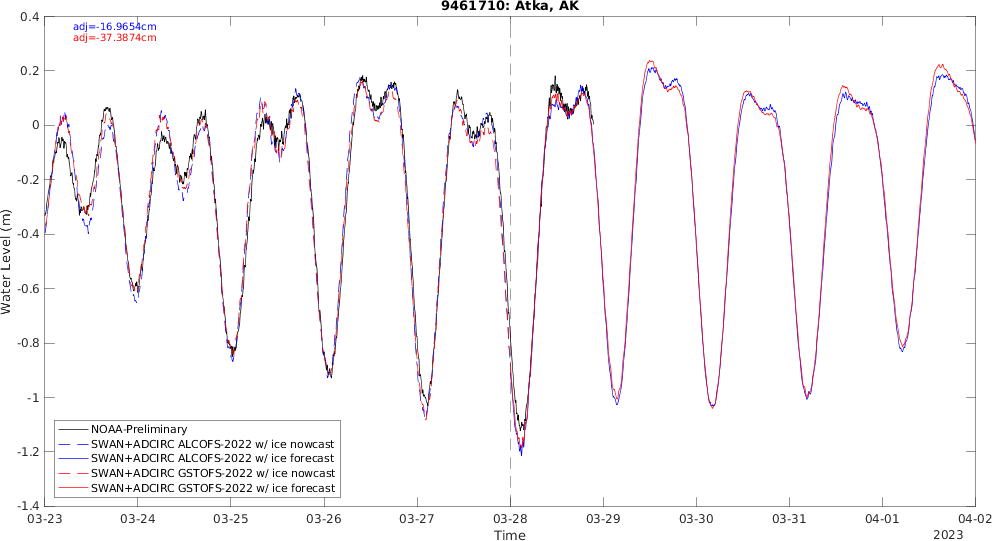 9461710: Atka, AK
adj=-16.9654cm
adj=-37.3874cm
0.4
0.2
0
-0.2
-0.4
-0.6
-0.8
-1
-1.2
-1.4
Water Level (m)
NOAA-Preliminary
SWAN+ADCIRC ALCOFS-2022 w/ ice nowcast
SWAN+ADCIRC ALCOFS-2022 w/ ice forecast
SWAN+ADCIRC GSTOFS-2022 w/ ice nowcast
SWAN+ADCIRC GSTOFS-2022 w/ ice forecast
03-23 03-24 03-25 03-26 03-27 03-28 03-29 03-30 03-31 04-01 04-02
Time
2023